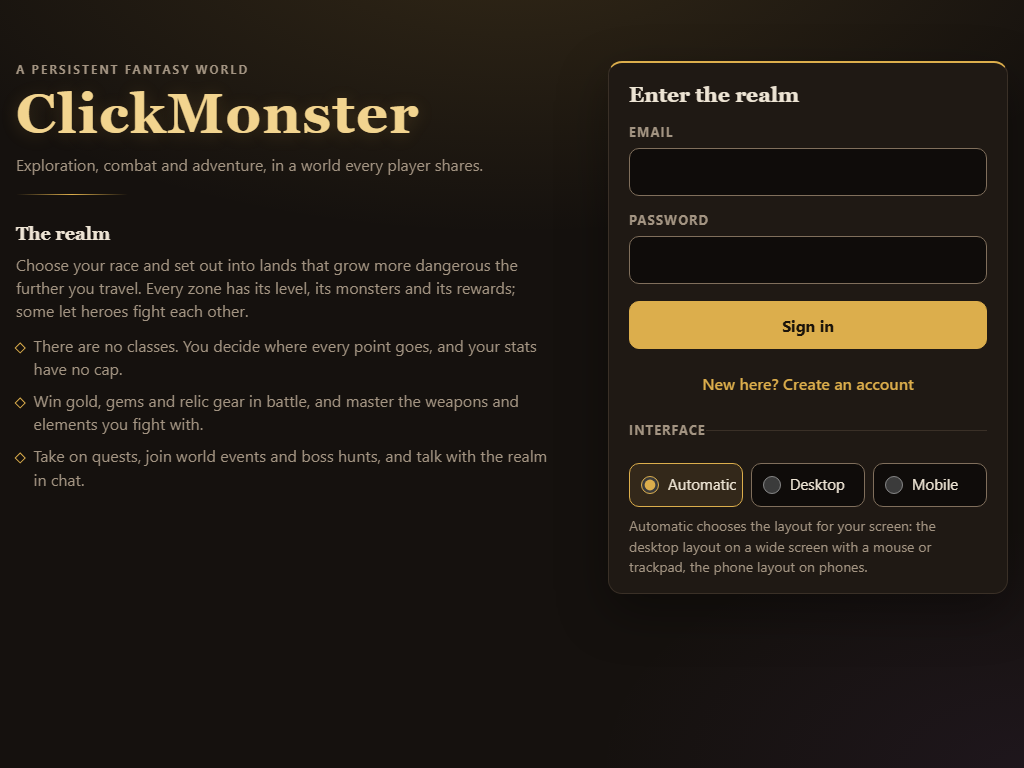 A PERSISTENT FANTASY WORLD
ClickMonster
Exploration, combat and adventure, in a world every player shares.
The realm
Choose your race and set out into lands that grow more dangerous the
further you travel. Every zone has its level, its monsters and its rewards;
some let heroes fight each other.
There are no classes. You decide where every point goes, and your stats
have no cap.
Win gold, gems and relic gear in battle, and master the weapons and
elements you fight with.
Take on quests, join world events and boss hunts, and talk with the realm
in chat.
Enter the realm
EMAIL
PASSWORD
Sign in
New here? Create an account
INTERFACE
Automatic
Desktop
Mobile
Automatic chooses the layout for your screen: the
desktop layout on a wide screen with a mouse or
trackpad, the phone layout on phones.